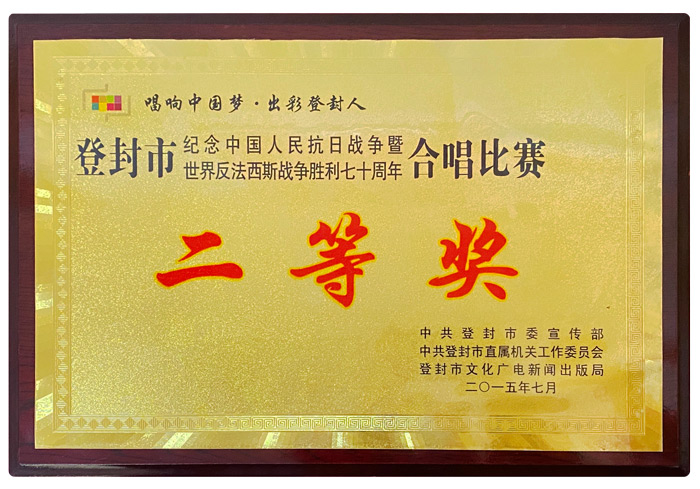 唱响中国梦·出彩登封人
登封市 纪念中国人民抗日战争暨 合唱比赛
世界反法西斯战争胜利七十周年
二等奖
中共登封市委宣传部
中共登封市直属机关工作委员会
登封市文化广电新闻出版局
二〇一五年七月